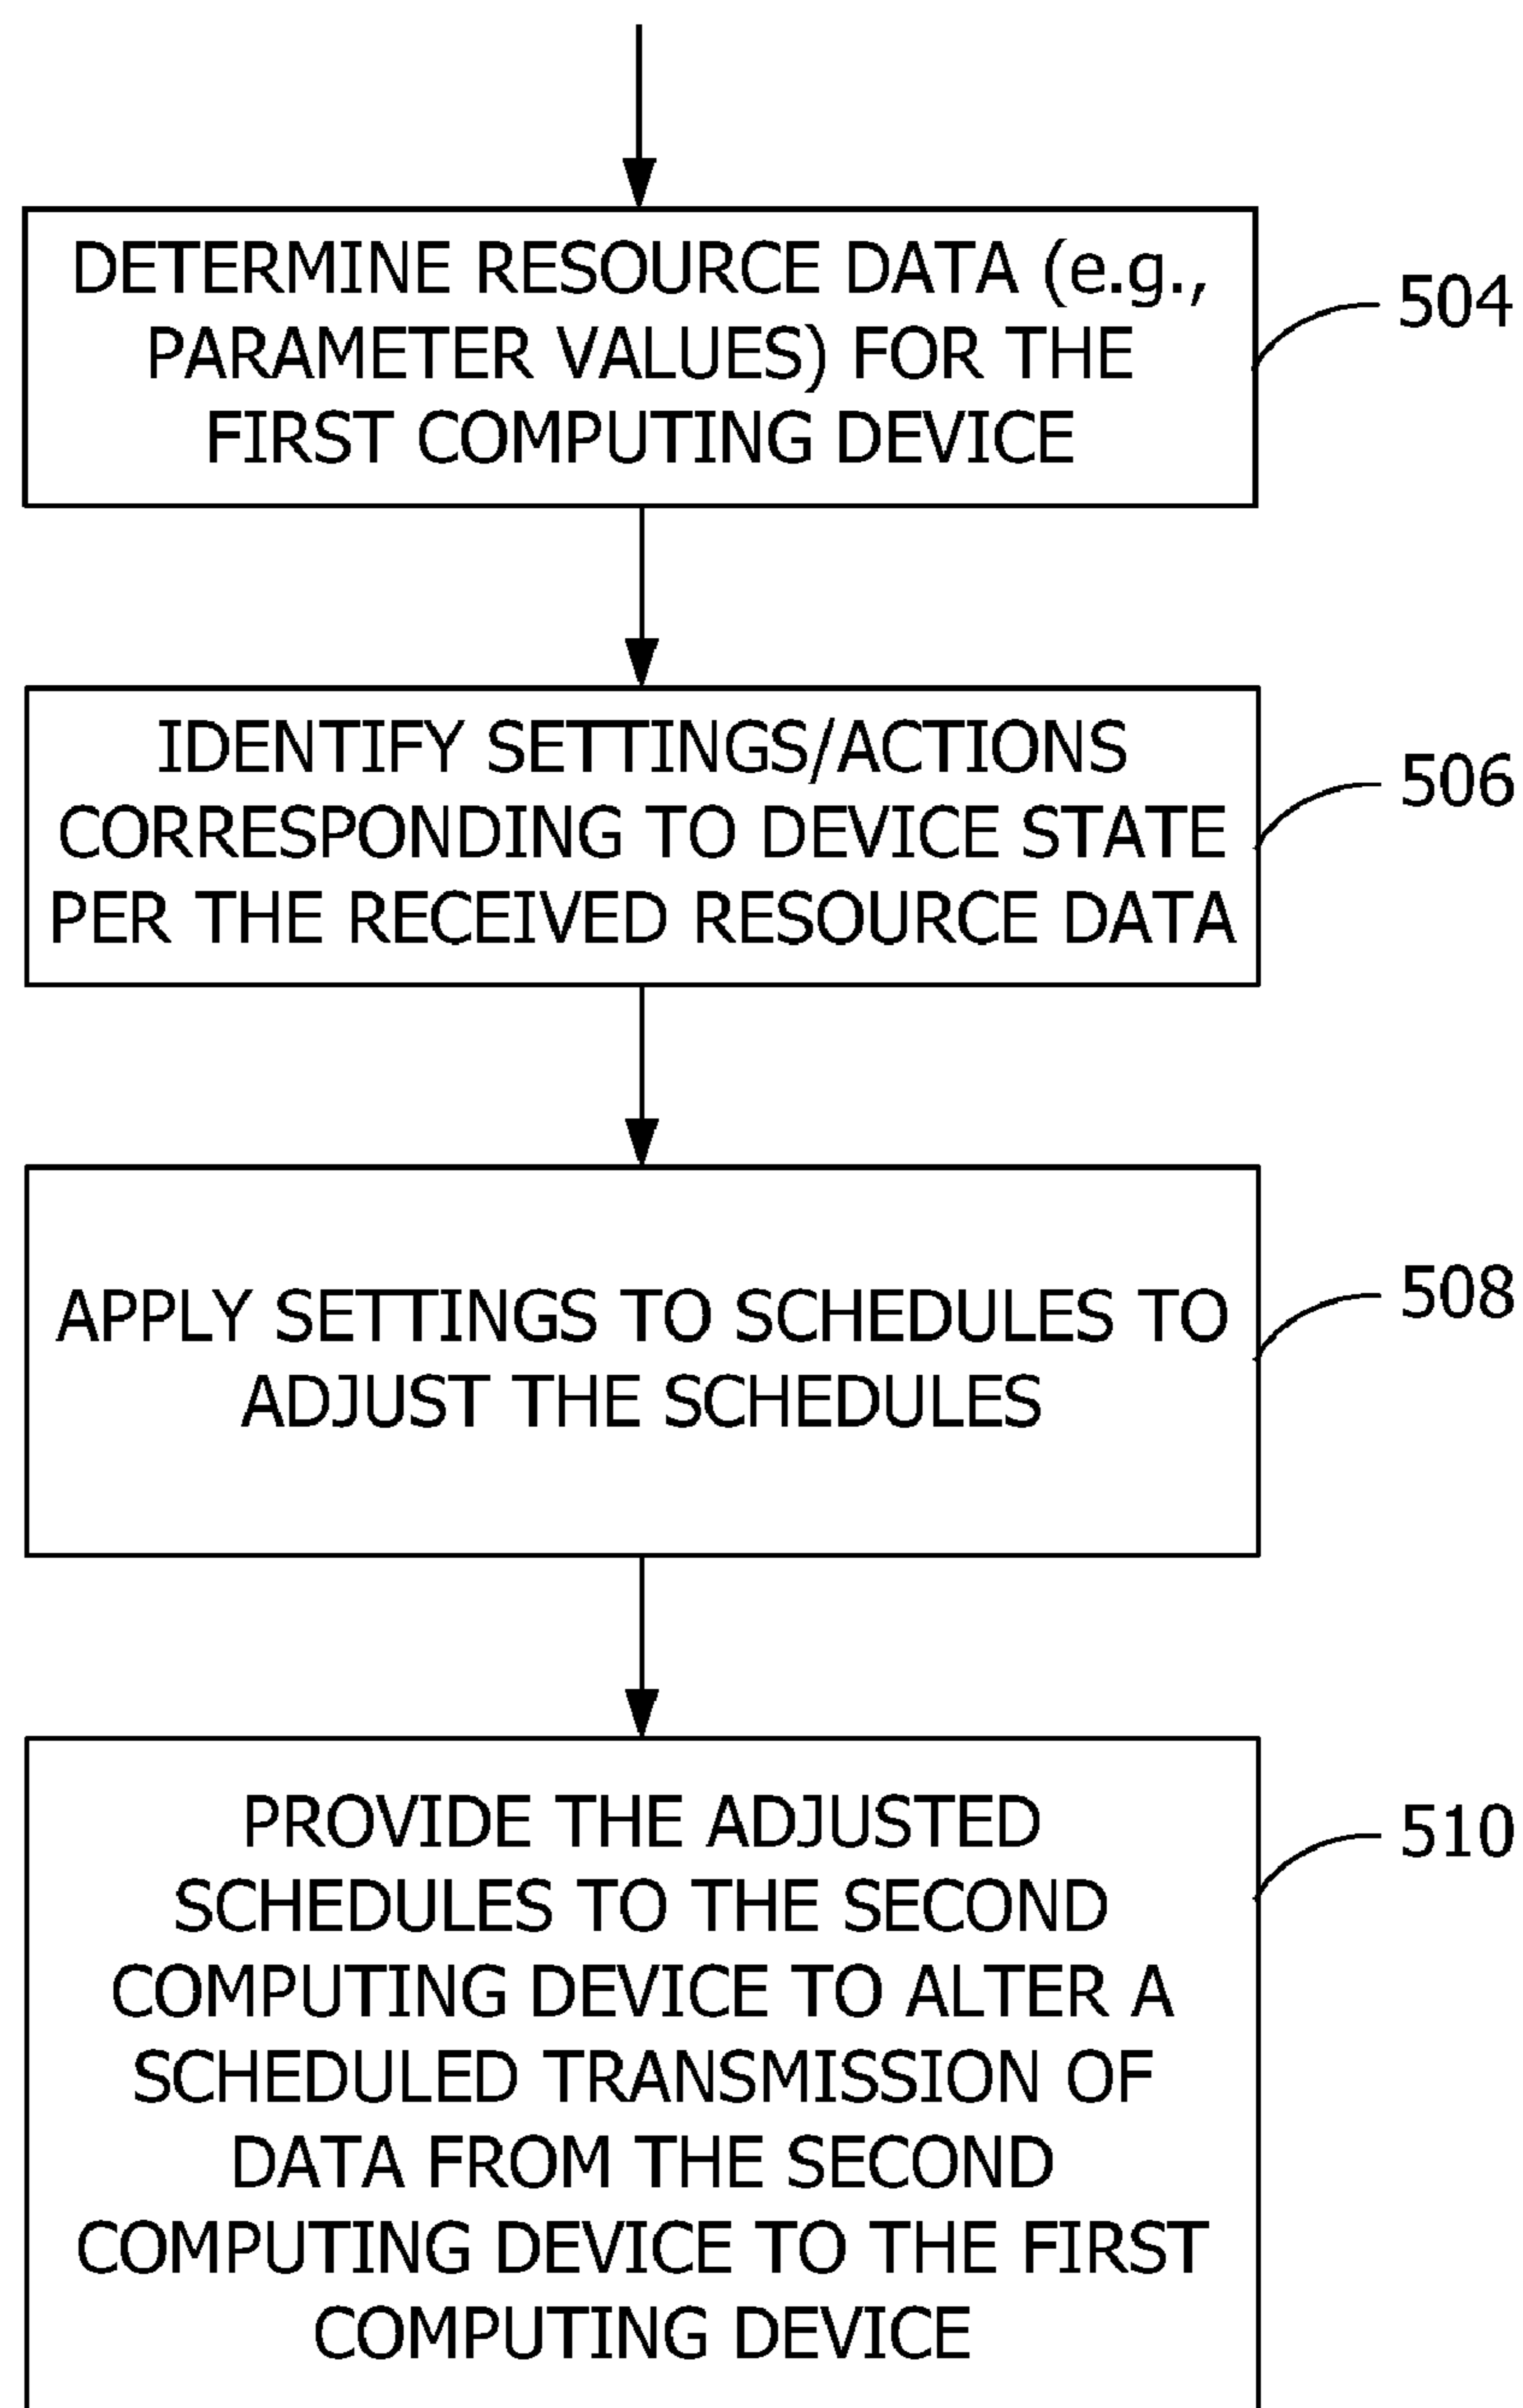 DETERMINE RESOURCE DATA (e.g.,
PARAMETER VALUES) FOR THE
FIRST COMPUTING DEVICE
504
IDENTIFY SETTINGS/ACTIONS
CORRESPONDING TO DEVICE STATE
PER THE RECEIVED RESOURCE DATA
506
APPLY SETTINGS TO SCHEDULES TO
ADJUST THE SCHEDULES
508
PROVIDE THE ADJUSTED
SCHEDULES TO THE SECOND
COMPUTING DEVICE TO ALTER A
SCHEDULED TRANSMISSION OF
DATA FROM THE SECOND
COMPUTING DEVICE TO THE FIRST
COMPUTING DEVICE
510